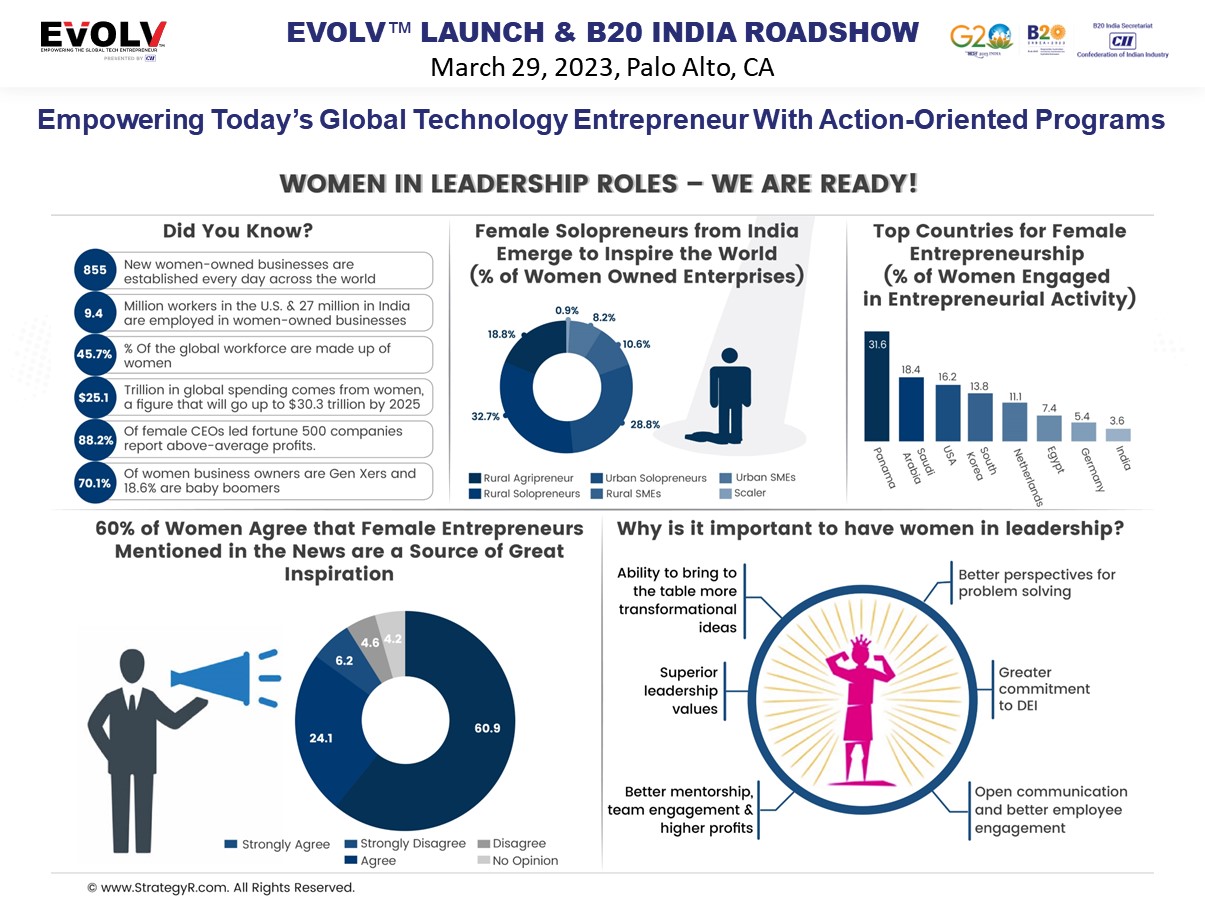 EVOLV™
EMPOWERING THE GLOBAL TECH ENTREPRENEUR
PRESENTED BY CII
EVOLV™ LAUNCH & B20 INDIA ROADSHOW
March 29, 2023, Palo Alto, CA
G20
B20
B20 India Secretariat
CII
Confederation of Indian Industry
Empowering Today's Global Technology Entrepreneur With Action-Oriented Programs
WOMEN IN LEADERSHIP ROLES – WE ARE READY!
Did You Know?
855
New women-owned businesses are
established every day across the world
9.4
Million workers in the U.S. & 27 million in India
are employed in women-owned businesses
45.7%
% Of the global workforce are made up of
women
$25.1
Trillion in global spending comes from women,
a figure that will go up to $30.3 trillion by 2025
88.2%
Of female CEOs led fortune 500 companies
report above-average profits.
70.1%
Of women business owners are Gen Xers and
18.6% are baby boomers
Female Solopreneurs from India
Emerge to Inspire the World
(% of Women Owned Enterprises)
0.9%
8.2%
18.8%
10.6%
32.7%
28.8%
Rural Agripreneur
Urban Solopreneurs
Urban SMEs
Rural Solopreneurs
Rural SMEs
Scaler
Top Countries for Female
Entrepreneurship
(% of Women Engaged
in Entrepreneurial Activity)
31.6
18.4
16.2
13.8
11.1
7.4
5.4
3.6
Panama
Saudi
Arabia
USA
South
Korea
Netherlands
Egypt
Germany
India
60% of Women Agree that Female Entrepreneurs
Mentioned in the News are a Source of Great
Inspiration
4.6
4.2
6.2
24.1
60.9
Strongly Agree
Strongly Disagree
Disagree
Agree
No Opinion
Why is it important to have women in leadership?
Ability to bring to
the table more
transformational
ideas
Better perspectives for
problem solving
Superior
leadership
values
Greater
commitment
to DEI
Better mentorship,
team engagement &
higher profits
Open communication
and better employee
engagement
© www.StrategyR.com. All Rights Reserved.